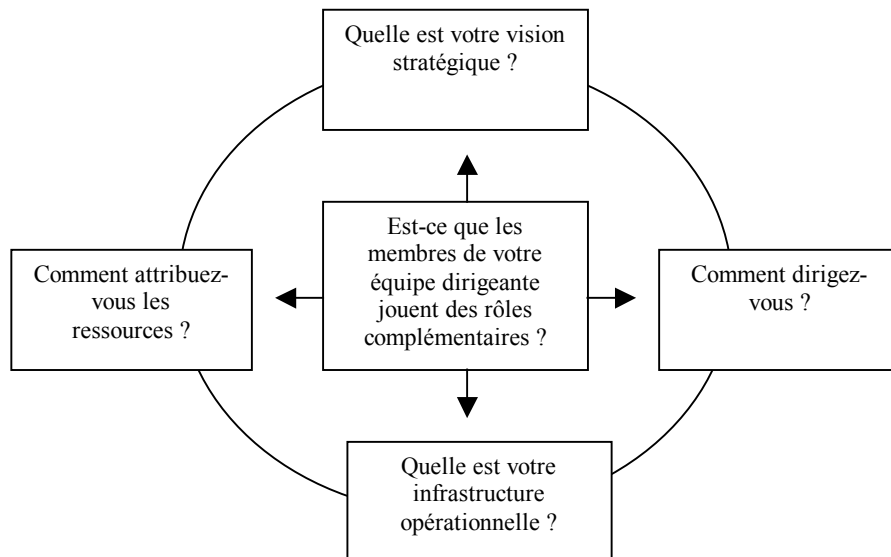 Quelle est votre vision
stratégique ?
Est-ce que les
membres de votre
équipe dirigeante
jouent des rôles
complémentaires ?
Comment attribuez-
vous les
ressources ?
Comment dirigez-
vous ?
Quelle est votre
infrastructure
opérationnelle ?